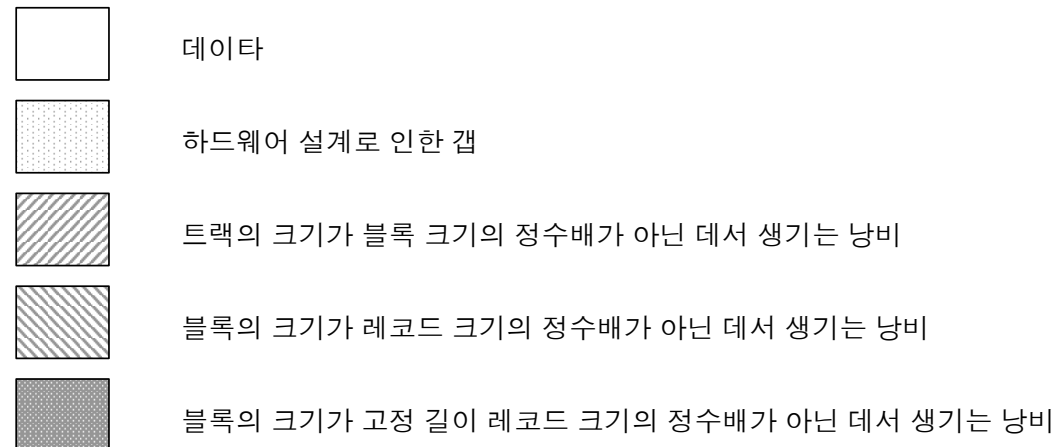 데이타
하드웨어 설계로 인한 갭
트랙의 크기가 블록 크기의 정수배가 아닌 데서 생기는 낭비
블록의 크기가 레코드 크기의 정수배가 아닌 데서 생기는 낭비
블록의 크기가 고정 길이 레코드 크기의 정수배가 아닌 데서 생기는 낭비